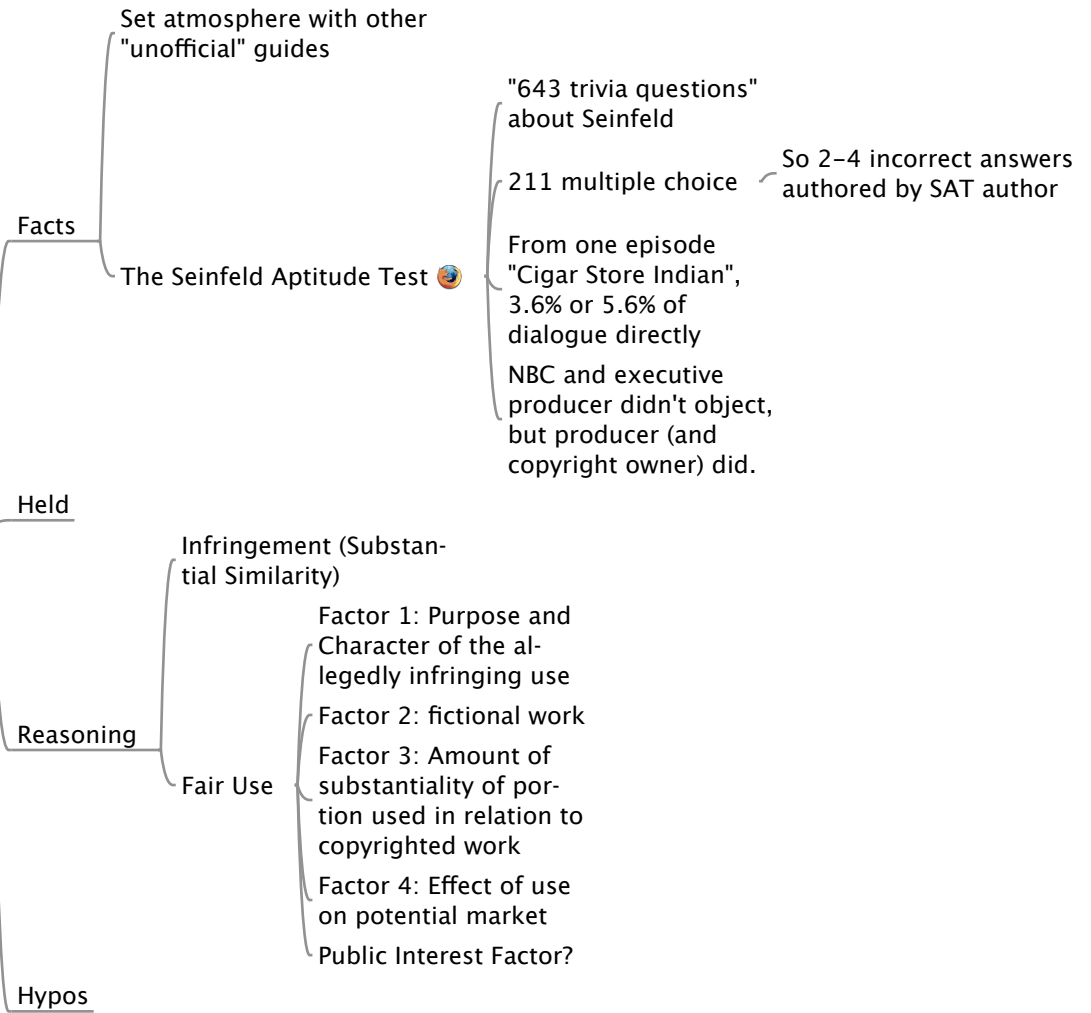 Set atmosphere with other
"unofficial" guides
"643 trivia questions"
about Seinfeld
211 multiple choice
So 2–4 incorrect answers
authored by SAT author
Facts
The Seinfeld Aptitude Test
From one episode
"Cigar Store Indian",
3.6% or 5.6% of
dialogue directly
NBC and executive
producer didn't object,
but producer (and
copyright owner) did.
Held
Infringement (Substan-
tial Similarity)
Reasoning
Fair Use
Factor 1: Purpose and
Character of the al-
legedly infringing use
Factor 2: fictional work
Factor 3: Amount of
substantiality of por-
tion used in relation to
copyrighted work
Factor 4: Effect of use
on potential market
Public Interest Factor?
Hypos